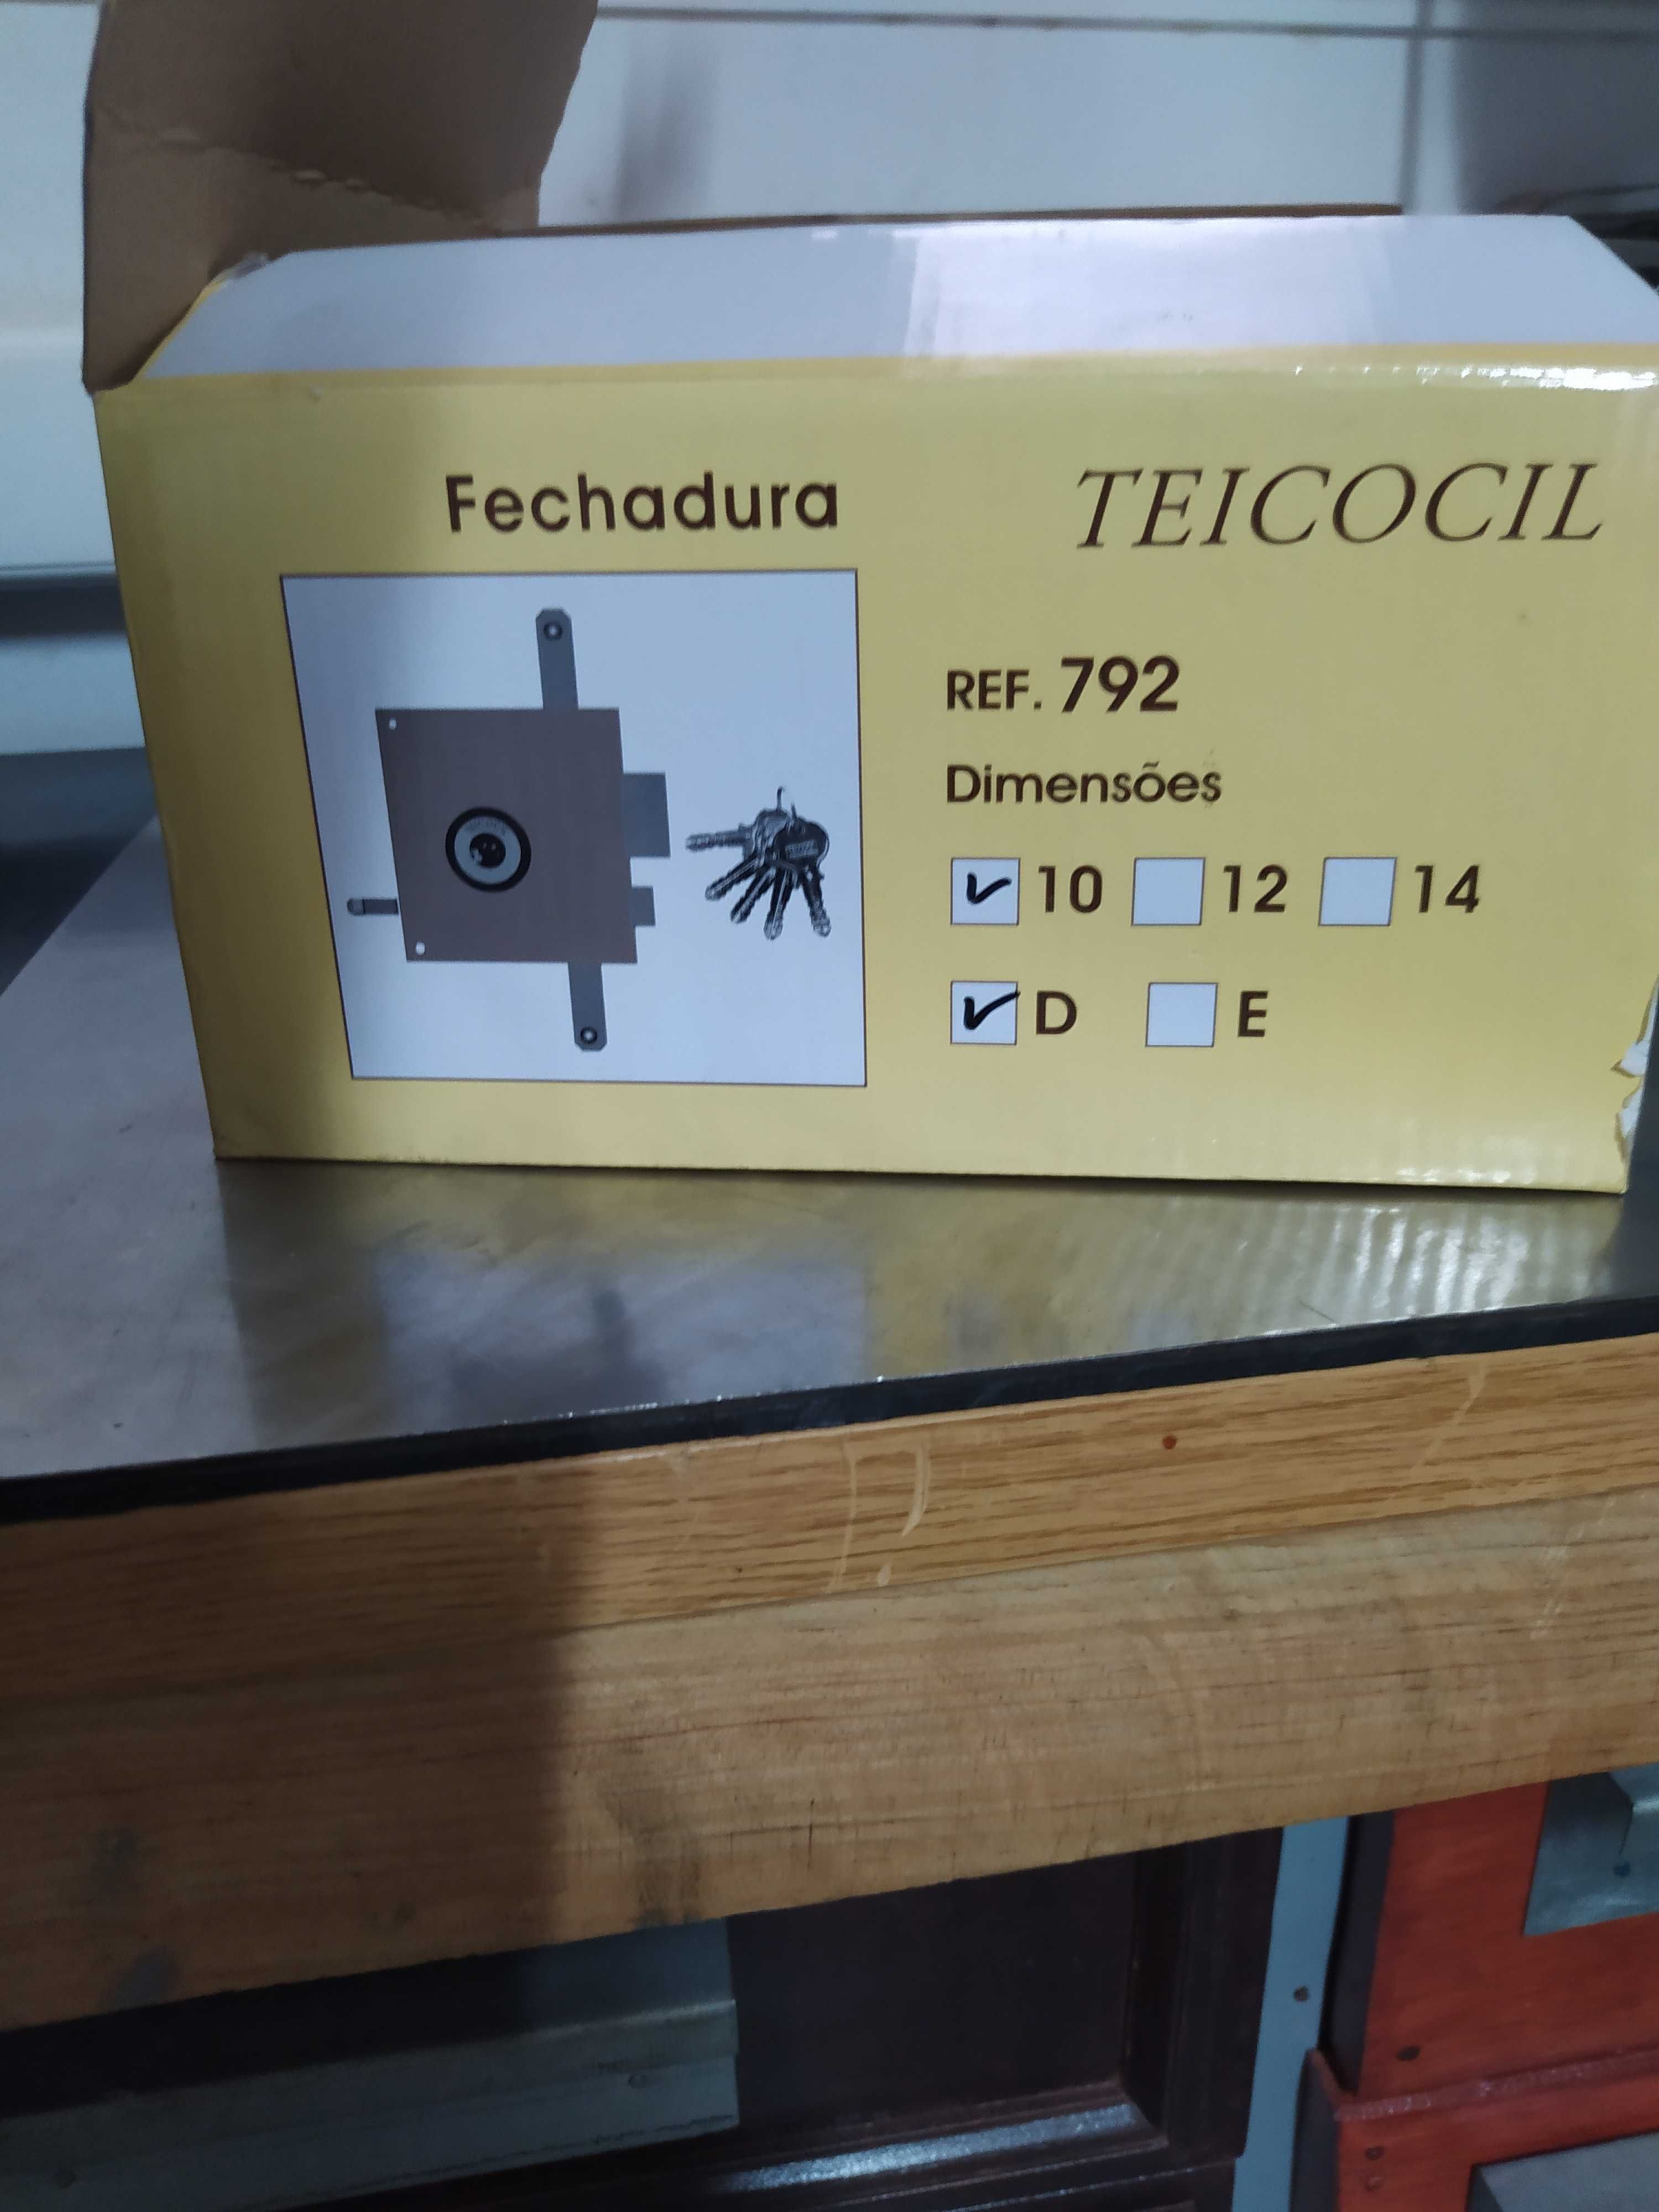 Fechadura
TEICOCIL
REF. 792
Dimensões
10 12 14
D E